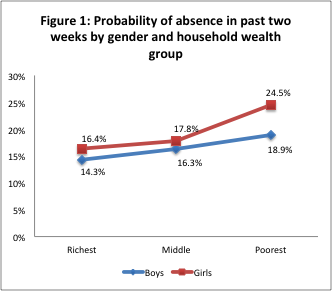 Figure 1: Probability of absence in past two
weeks by gender and household wealth
group
30%
25%
20%
15%
10%
5%
0%
16.4%
17.8%
24.5%
14.3%
16.3%
18.9%
Richest Middle Poorest
Boys Girls